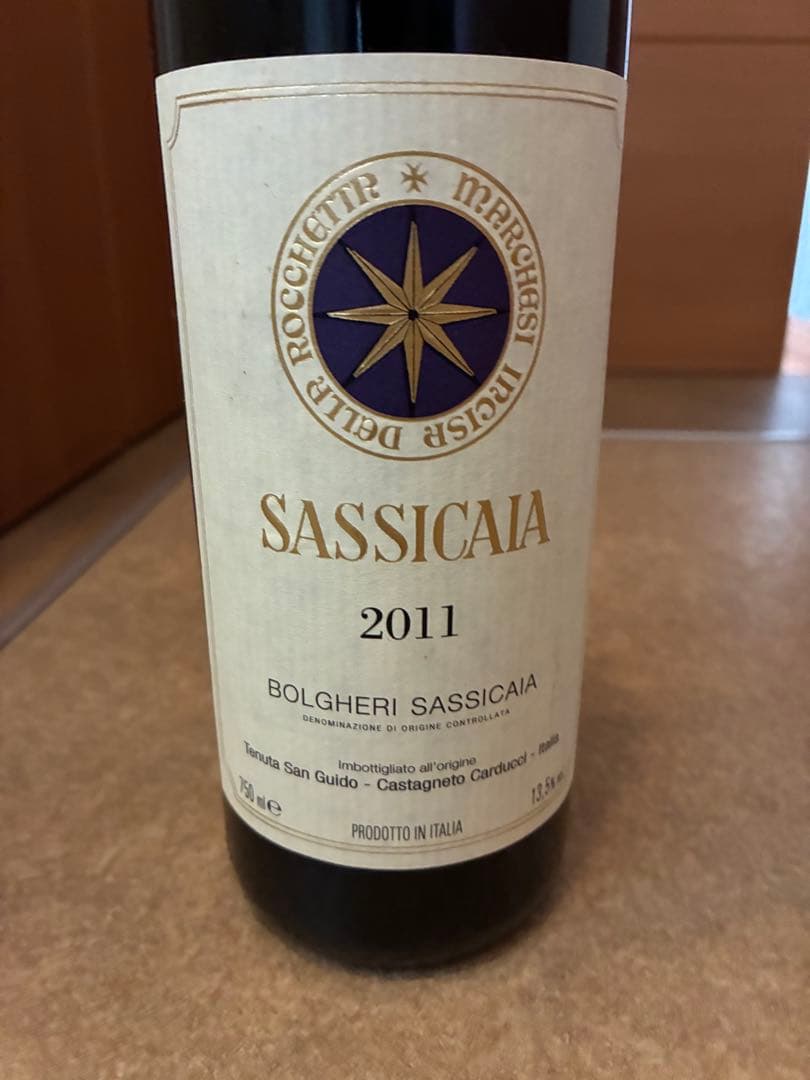 MARCHESI INCISA DELLA ROCCHETTA
SASSICAIA
2011
BOLGHERI SASSICAIA
DENOMINAZIONE DI ORIGINE CONTROLLATA
Imbottigliato all'origine
Tenuta San Guido - Castagneto Carducci - Italia
750 ml e 13,5% vol.
PRODOTTO IN ITALIA